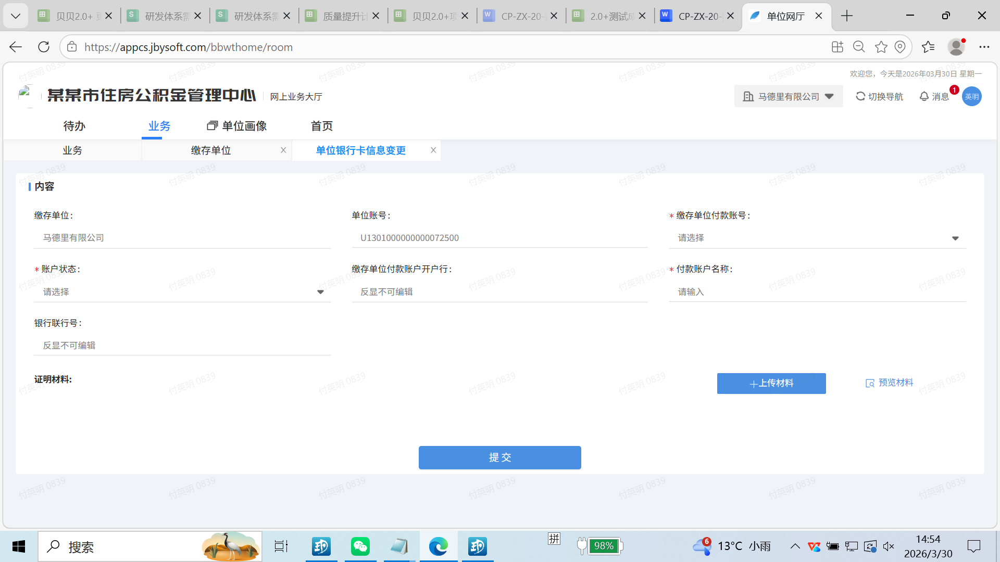 贝贝2.0+ 更
研发体系需
研发体系需
质量提升计
贝贝2.0+项
CP-ZX-20-
2.0+测试成
CP-ZX-20-
单位网厅
https://appcs.jbysoft.com/bbwthome/room
欢迎您，今天是2026年03月30日 星期一
某某市住房公积金管理中心
网上业务大厅
马德里有限公司
切换导航
消息
1
英明
待办
业务
单位画像
首页
业务
缴存单位
单位银行卡信息变更
内容
缴存单位：
单位账号：
* 缴存单位付款账号：
马德里有限公司
U1301000000000072500
请选择
* 账户状态：
缴存单位付款账户开户行：
* 付款账户名称：
请选择
反显不可编辑
请输入
银行联行号：
反显不可编辑
证明材料:
+上传材料
预览材料
提 交
付英明 0839
搜索
拼
98%
6
13°C 小雨
14:54
2026/3/30